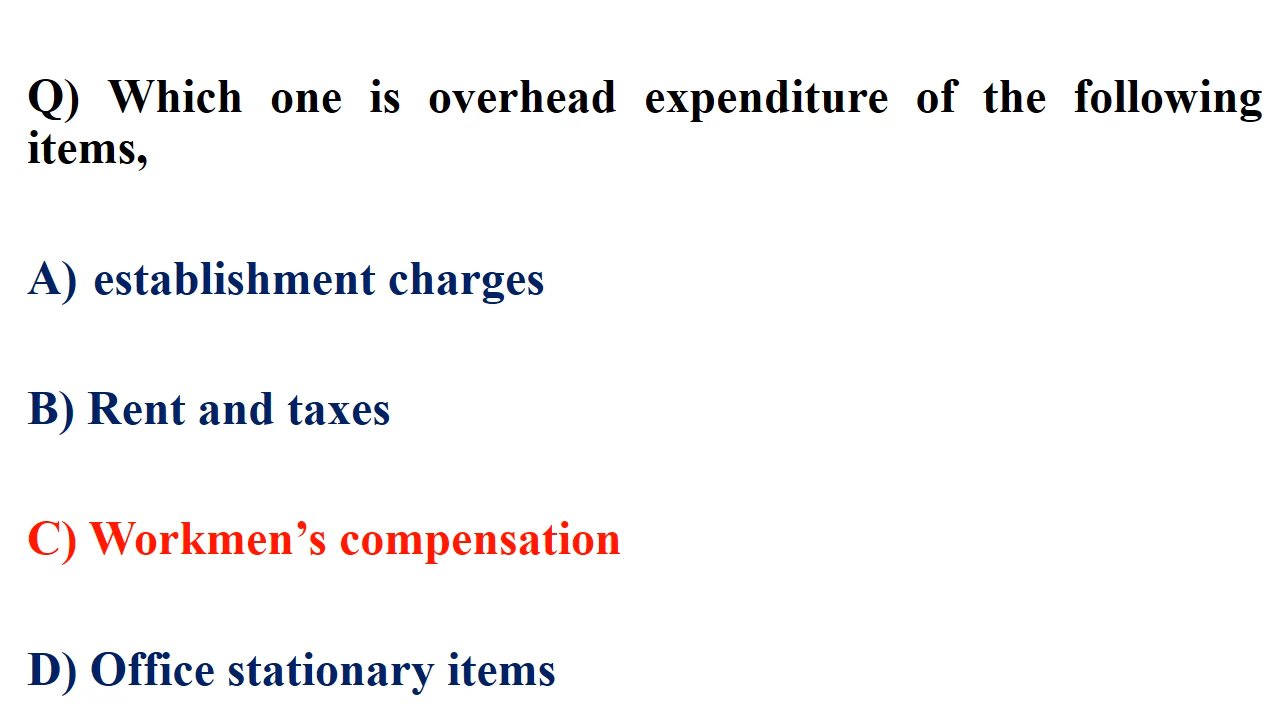 Q) Which one is overhead expenditure of the following
items,
A) establishment charges
B) Rent and taxes
C) Workmen’s compensation
D) Office stationary items